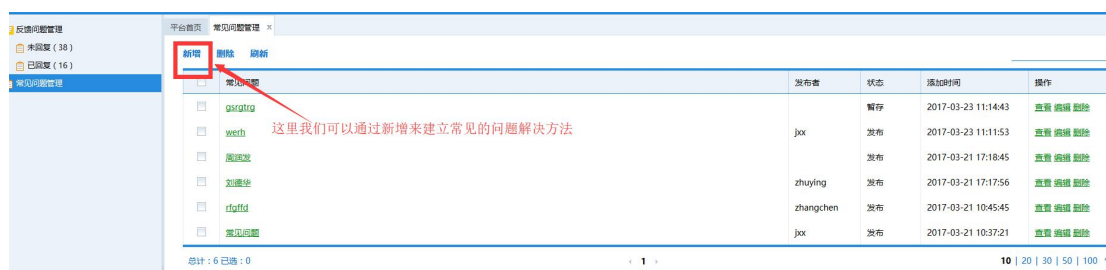 反馈问题管理
未回复(38)
已回复(16)
常见问题管理
平台首页 常见问题管理 ×
新增 删除 刷新
常见问题 发布者 状态 添加时间 操作
gsrgtrg 暂存 2017-03-23 11:14:43 查看 编辑 删除
werh jxx 发布 2017-03-23 11:11:53 查看 编辑 删除
这里我们可以通过新增来建立常见的问题解决方法
周润发 发布 2017-03-21 17:18:45 查看 编辑 删除
刘德华 zhuying 发布 2017-03-21 17:17:56 查看 编辑 删除
rfgffd zhangchen 发布 2017-03-21 10:45:45 查看 编辑 删除
常见问题 jxx 发布 2017-03-21 10:37:21 查看 编辑 删除
总计:6 已选:0 ‹ 1 › 10 | 20 | 30 | 50 | 100